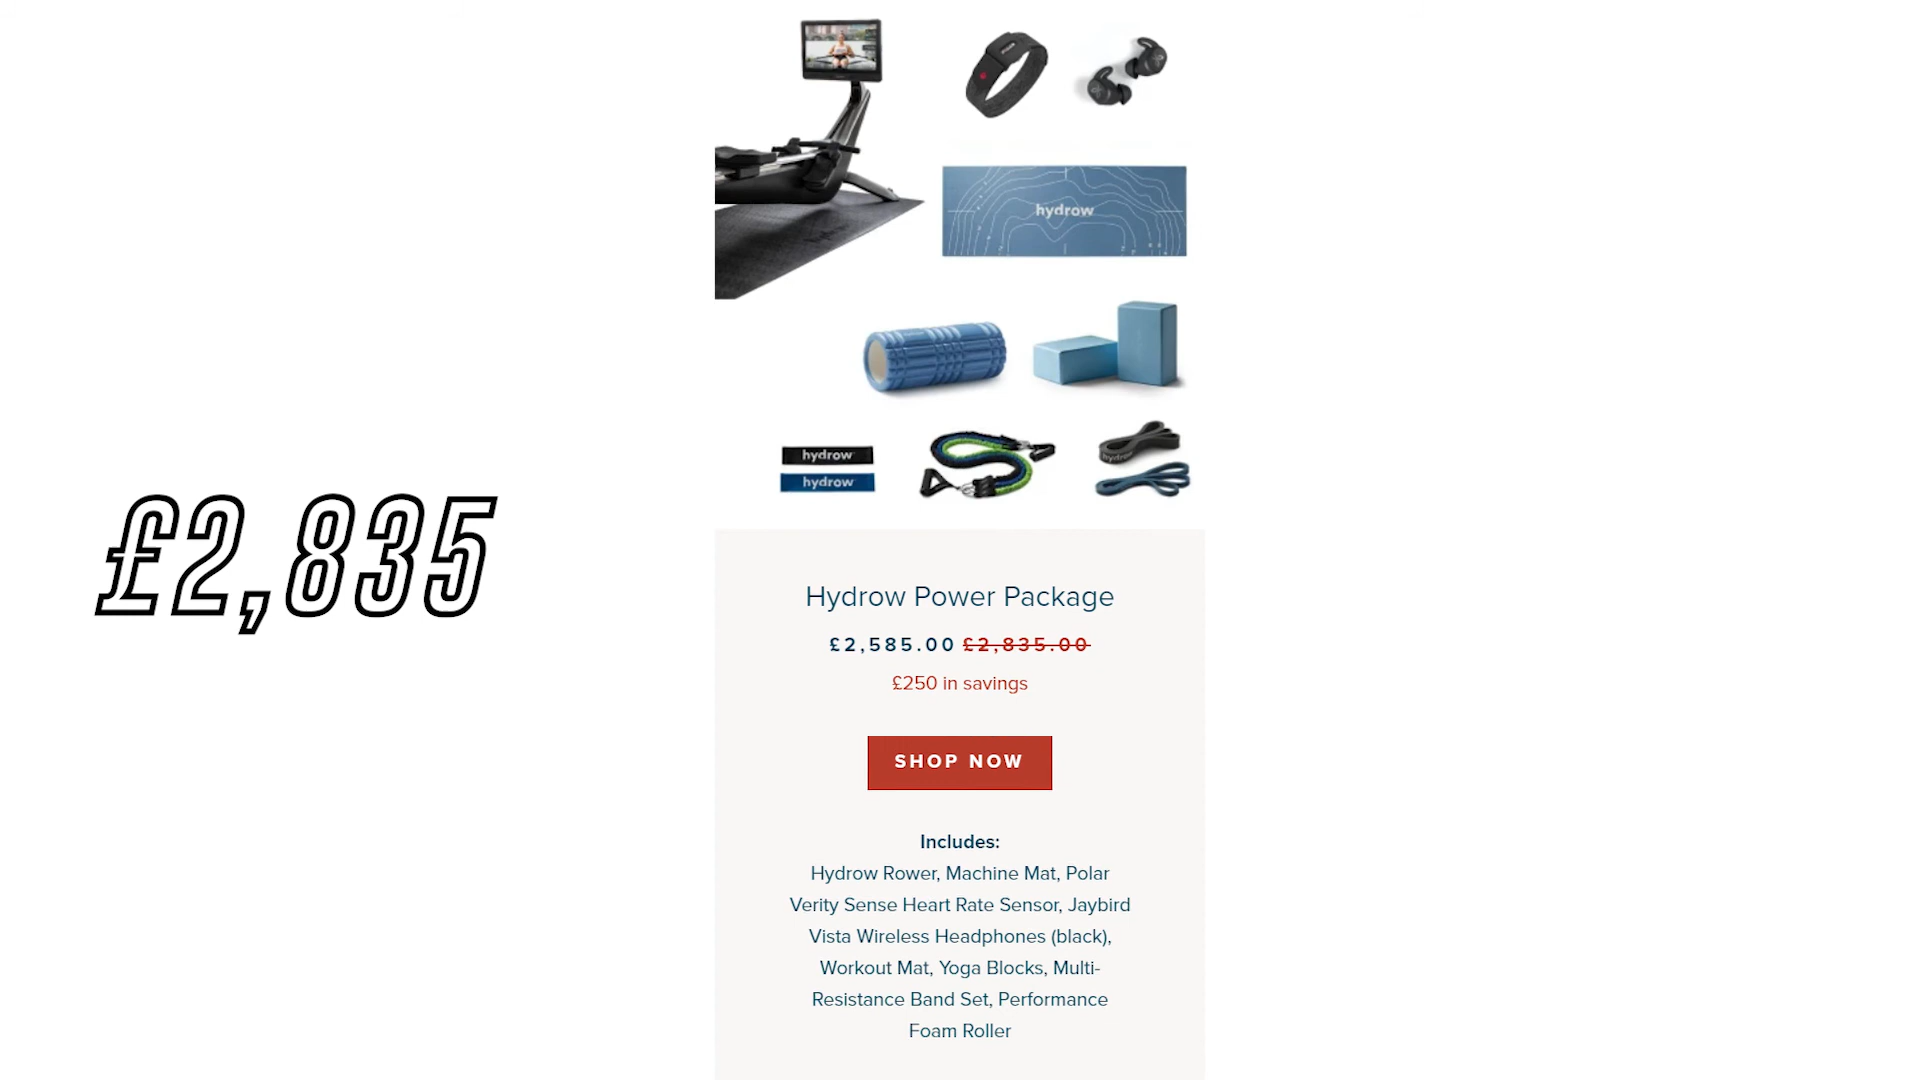 hydrow
hydrow
hydrow
hydrow
£2,835
Hydrow Power Package
£2,585.00 £2,835.00
£250 in savings
SHOP NOW
Includes:
Hydrow Rower, Machine Mat, Polar
Verity Sense Heart Rate Sensor, Jaybird
Vista Wireless Headphones (black),
Workout Mat, Yoga Blocks, Multi-
Resistance Band Set, Performance
Foam Roller